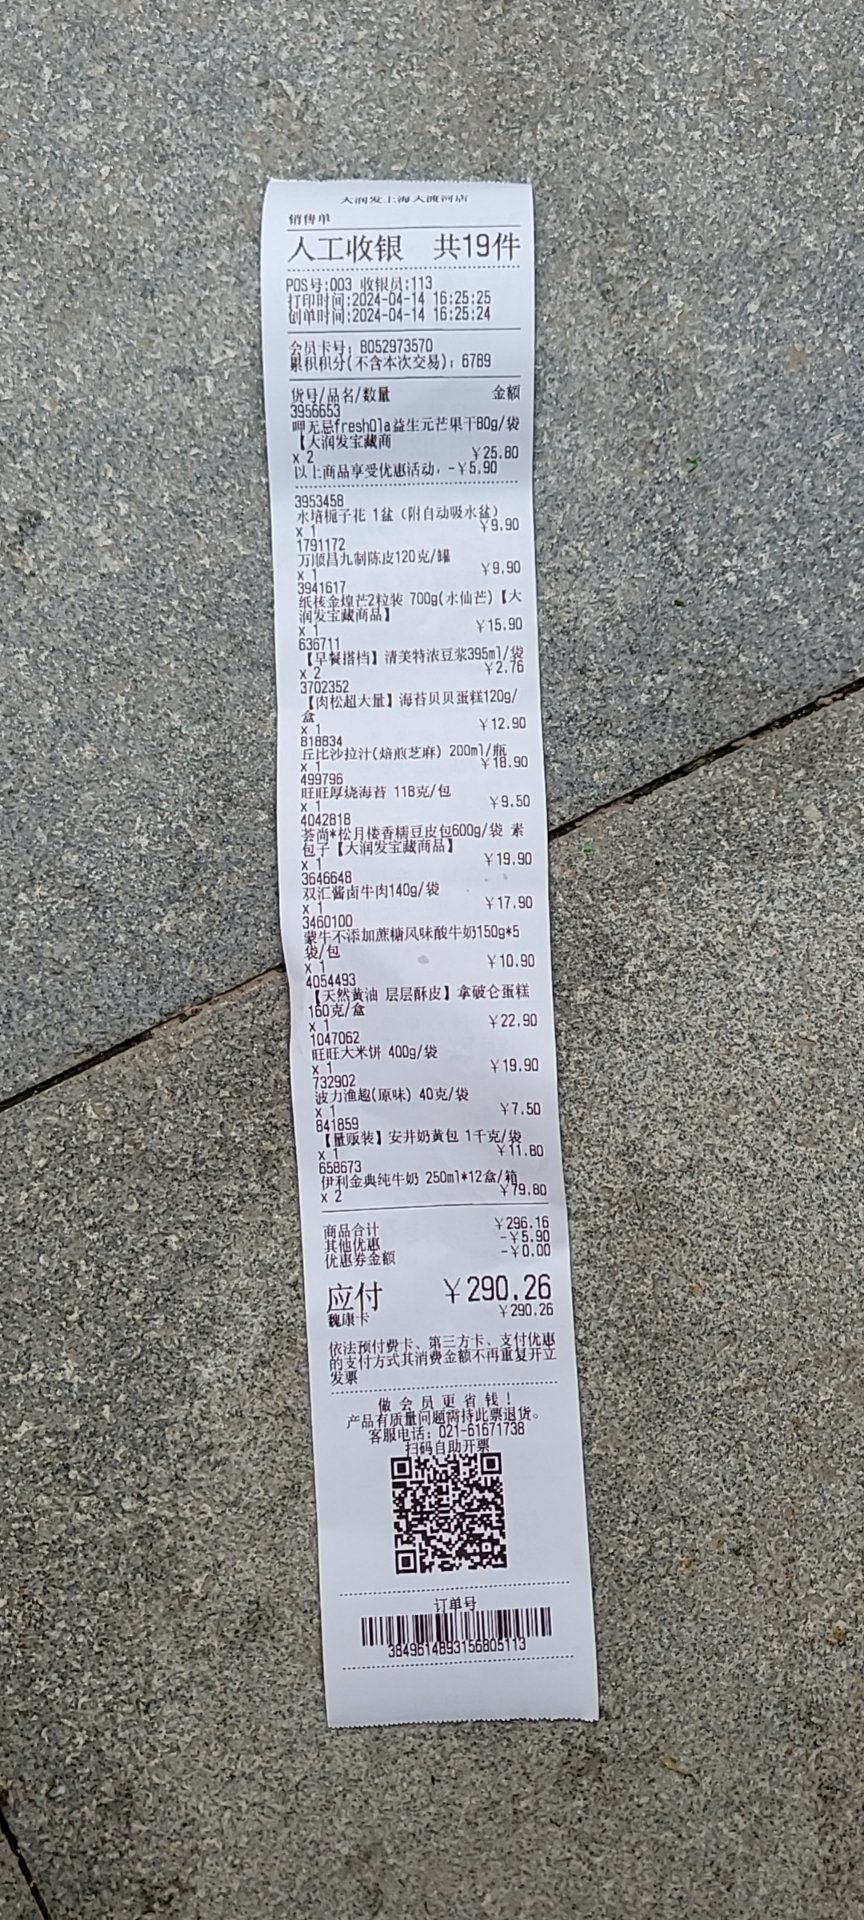 大润发上海大渡河店
销售单
人工收银 共19件
POS号:003 收银员:113
打印时间:2024-04-14 16:25:25
创单时间:2024-04-14 16:25:24
会员卡号: 8052973570
累积积分(不含本次交易): 6789
货号/品名/数量 金额
3956653
呷无忌freshOla益生元芒果干80g/袋
【大润发宝藏商
x 2 ￥25.80
以上商品享受优惠活动, -￥5.90
3953458
水培栀子花 1盆（附自动吸水盆）
x 1 ￥9.90
1791172
万顺昌九制陈皮120克/罐
x 1 ￥9.90
3941617
纸核金煌芒2粒装 700g(水仙芒)【大
润发宝藏商品】
x 1 ￥15.90
636711
【早餐搭档】清美特浓豆浆395ml/袋
x 2 ￥2.76
3702352
【肉松超大量】海苔贝贝蛋糕120g/
盒
x 1 ￥12.90
818834
丘比沙拉汁(焙煎芝麻) 200ml/瓶
x 1 ￥18.90
499796
旺旺厚烧海苔 118克/包
x 1 ￥9.50
4042818
荟尚*松月楼香糯豆皮包600g/袋 素
包子【大润发宝藏商品】
x 1 ￥19.90
3646648
双汇酱卤牛肉140g/袋
x 1 ￥17.90
3460100
蒙牛不添加蔗糖风味酸牛奶150g*5
袋/包
x 1 ￥10.90
4054493
【天然黄油 层层酥皮】拿破仑蛋糕
160克/盒
x 1 ￥22.90
1047062
旺旺大米饼 400g/袋
x 1 ￥19.90
732902
波力渔趣(原味) 40克/袋
x 1 ￥7.50
841859
【量贩装】安井奶黄包 1千克/袋
x 1 ￥11.80
658673
伊利金典纯牛奶 250ml*12盒/箱
x 2 ￥79.80
商品合计 ￥296.16
其他优惠 -￥5.90
优惠券金额 -￥0.00
应付 ￥290.26
魏康卡 ￥290.26
依法预付费卡、第三方卡、支付优惠
的支付方式其消费金额不再重复开立
发票
做会员更省钱！
产品有质量问题需持此票退货。
客服电话: 021-61671738
扫码自助开票
订单号
3849614893156805113